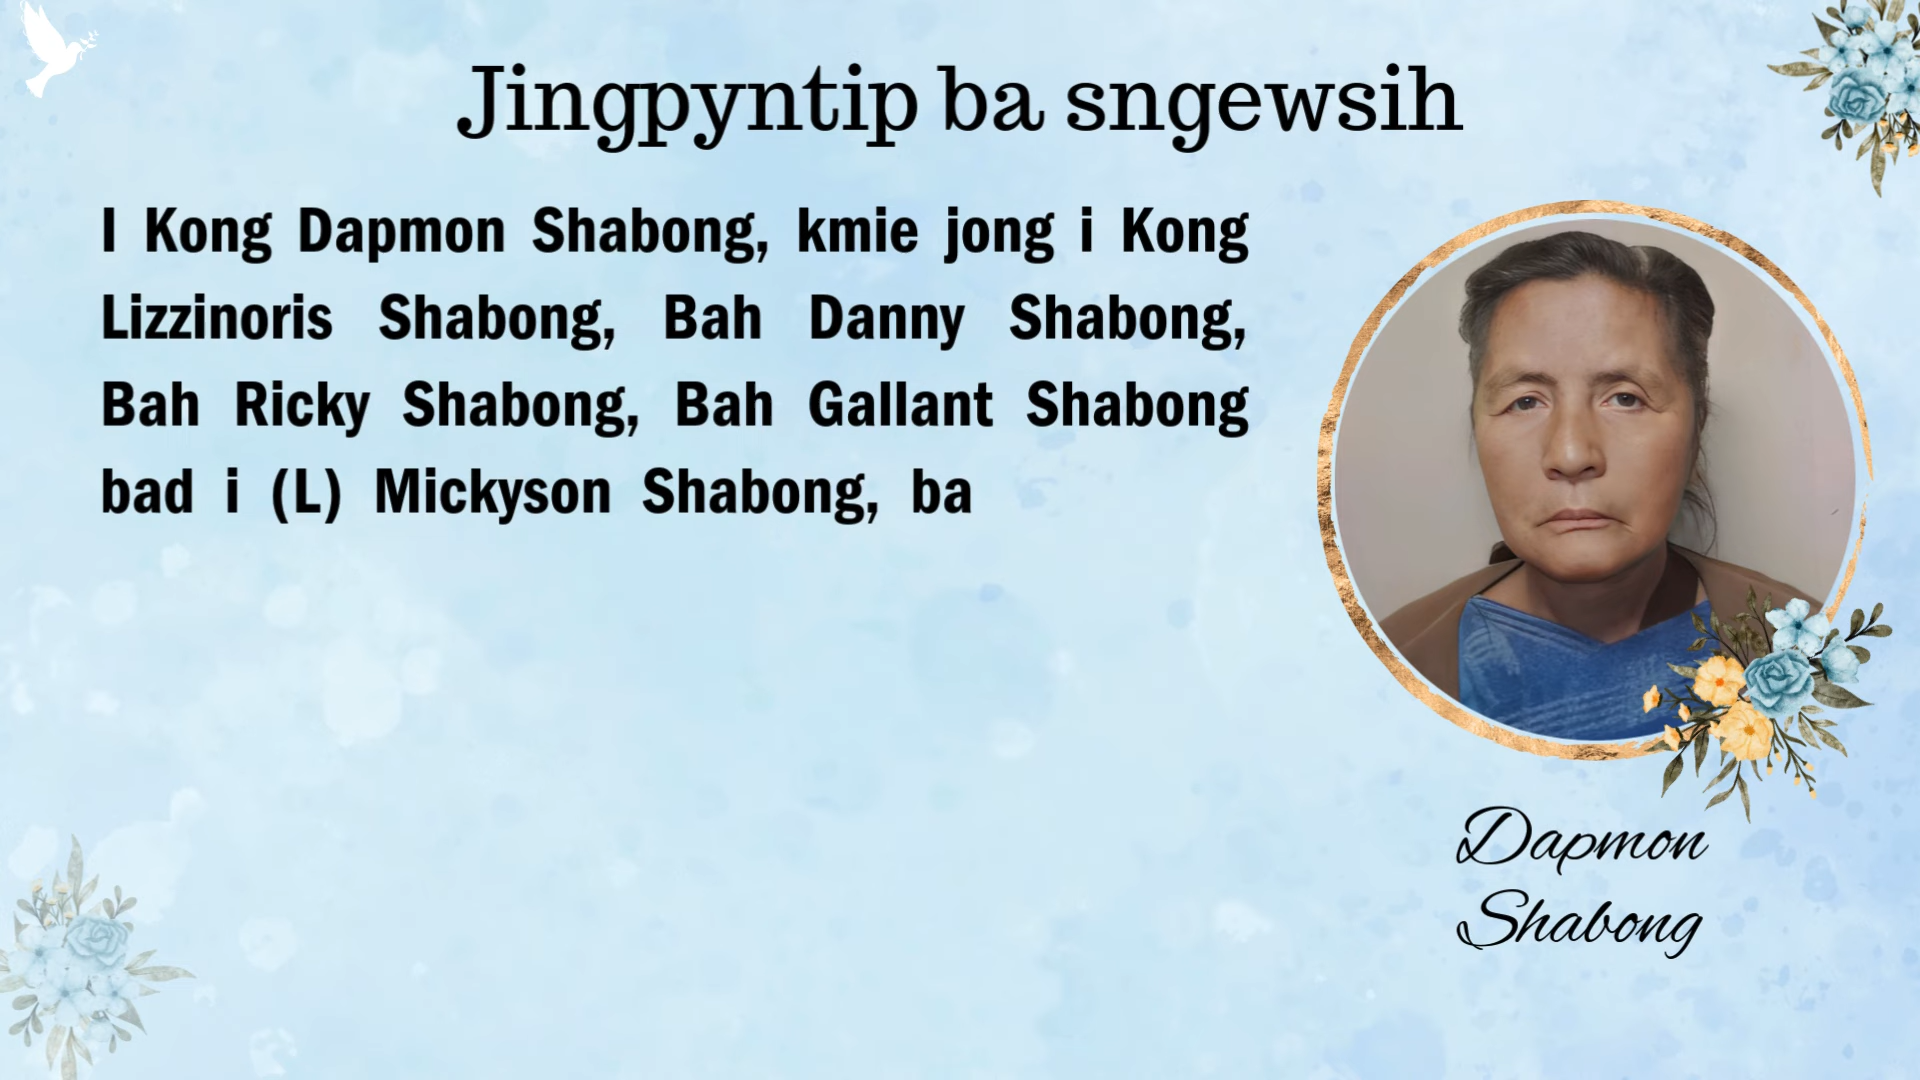 Jingpyntip ba sngewsih
I Kong Dapmon Shabong, kmie jong i Kong
Lizzinoris Shabong, Bah Danny Shabong,
Bah Ricky Shabong, Bah Gallant Shabong
bad i (L) Mickyson Shabong, ba
Dapmon
Shabong